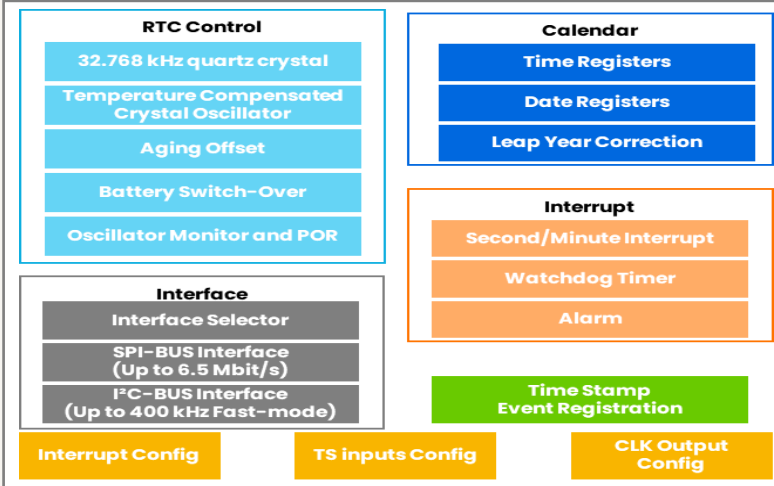 RTC Control
32.768 kHz quartz crystal
Temperature Compensated
Crystal Oscillator
Aging Offset
Battery Switch-Over
Oscillator Monitor and POR
Calendar
Time Registers
Date Registers
Leap Year Correction
Interrupt
Second/Minute Interrupt
Watchdog Timer
Alarm
Interface
Interface Selector
SPI-BUS Interface
(Up to 6.5 Mbit/s)
I²C-BUS Interface
(Up to 400 kHz Fast-mode)
Time Stamp
Event Registration
Interrupt Config
TS inputs Config
CLK Output
Config